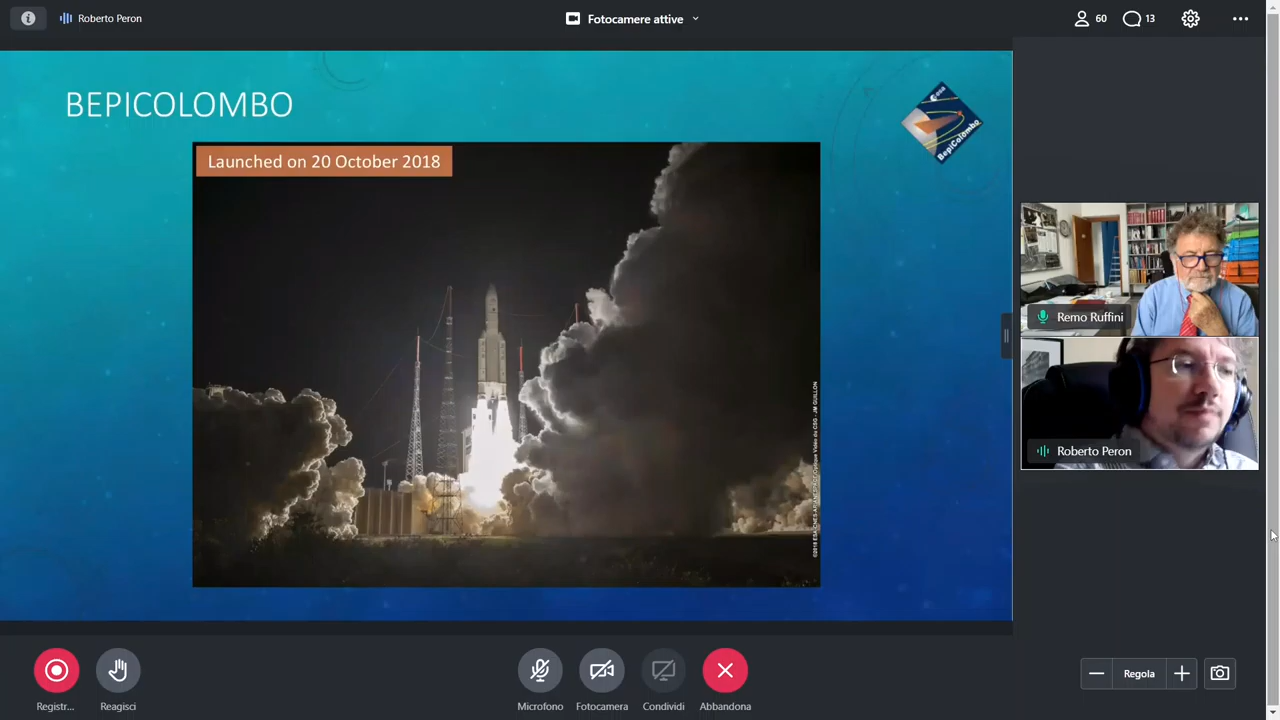 Roberto Peron
Fotocamere attive
60
13
BEPICOLOMBO
esa
BepiColombo
Launched on 20 October 2018
Remo Ruffini
Roberto Peron
Registr...
Reagisci
Microfono
Fotocamera
Condividi
Abbandona
Regola